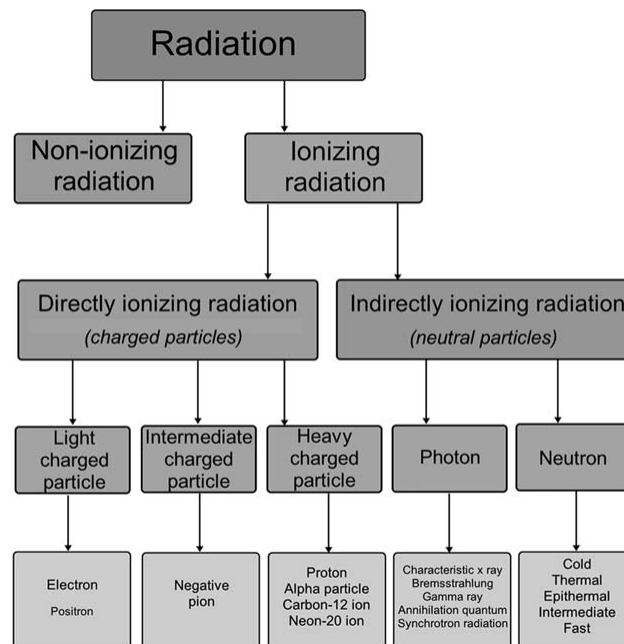 Radiation
Non-ionizing
radiation
Ionizing
radiation
Directly ionizing radiation
(charged particles)
Indirectly ionizing radiation
(neutral particles)
Light
charged
particle
Intermediate
charged
particle
Heavy
charged
particle
Photon
Neutron
Electron
Positron
Negative
pion
Proton
Alpha particle
Carbon-12 ion
Neon-20 ion
Characteristic x ray
Bremsstrahlung
Gamma ray
Annihilation quantum
Synchrotron radiation
Cold
Thermal
Epithermal
Intermediate
Fast